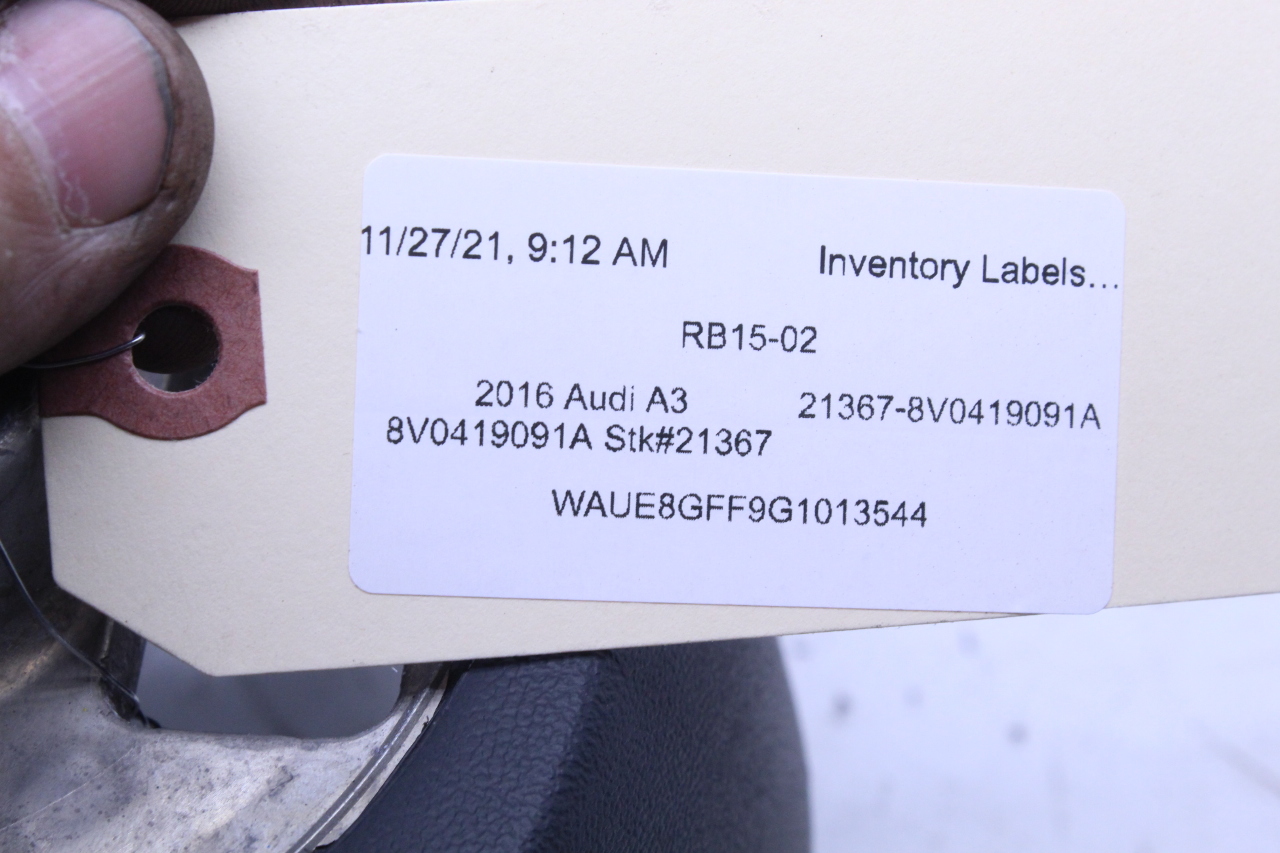 11/27/21, 9:12 AM Inventory Labels...
RB15-02
2016 Audi A3 21367-8V0419091A
8V0419091A Stk#21367
WAUE8GFF9G1013544